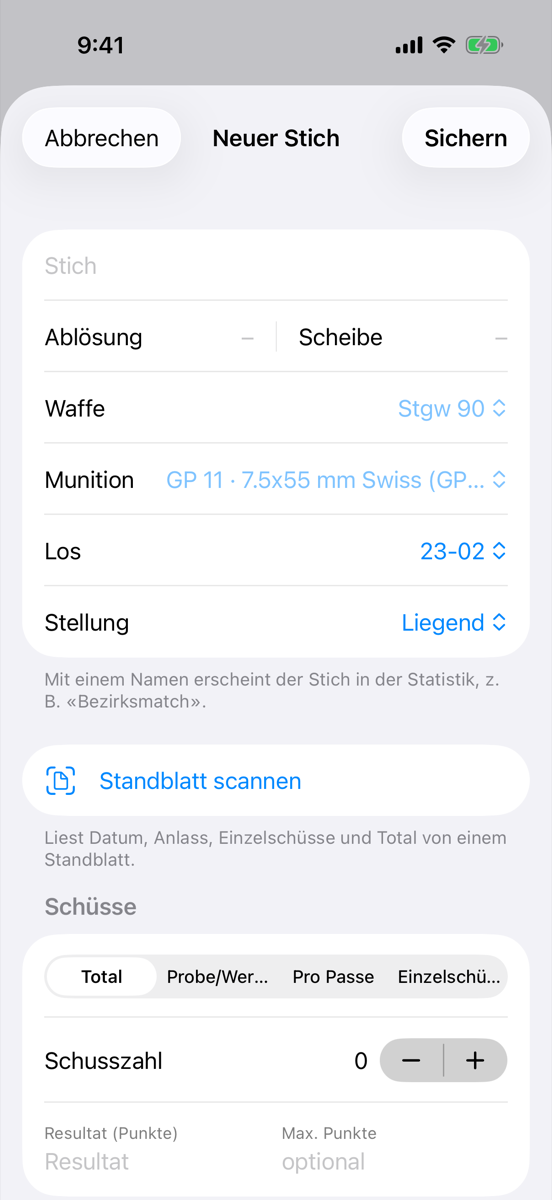 9:41
Abbrechen
Neuer Stich
Sichern
Stich
Ablösung – Scheibe –
Waffe Stgw 90
Munition GP 11 · 7.5x55 mm Swiss (GP...
Los 23-02
Stellung Liegend
Mit einem Namen erscheint der Stich in der Statistik, z.
B. «Bezirksmatch».
Standblatt scannen
Liest Datum, Anlass, Einzelschüsse und Total von einem
Standblatt.
Schüsse
Total Probe/Wer... Pro Passe Einzelschü...
Schusszahl 0 − +
Resultat (Punkte) Max. Punkte
Resultat optional